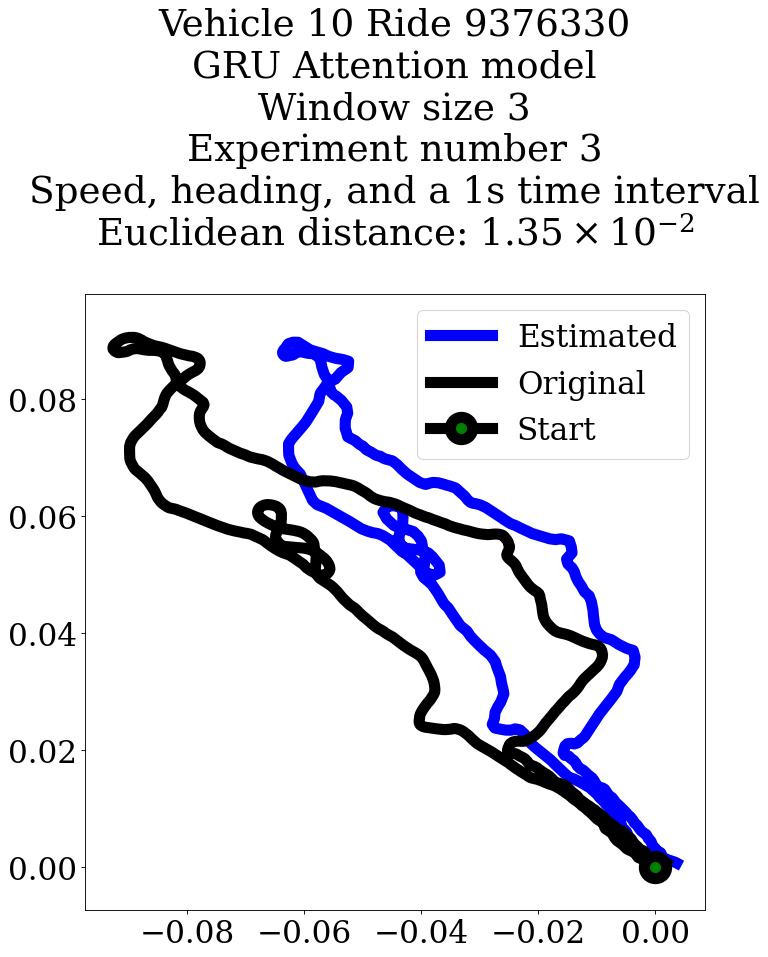 Vehicle 10 Ride 9376330
GRU Attention model
Window size 3
Experiment number 3
Speed, heading, and a 1s time interval
Euclidean distance: 1.35 × 10⁻²
Estimated
Original
Start
0.08
0.06
0.04
0.02
0.00
−0.08 −0.06 −0.04 −0.02 0.00